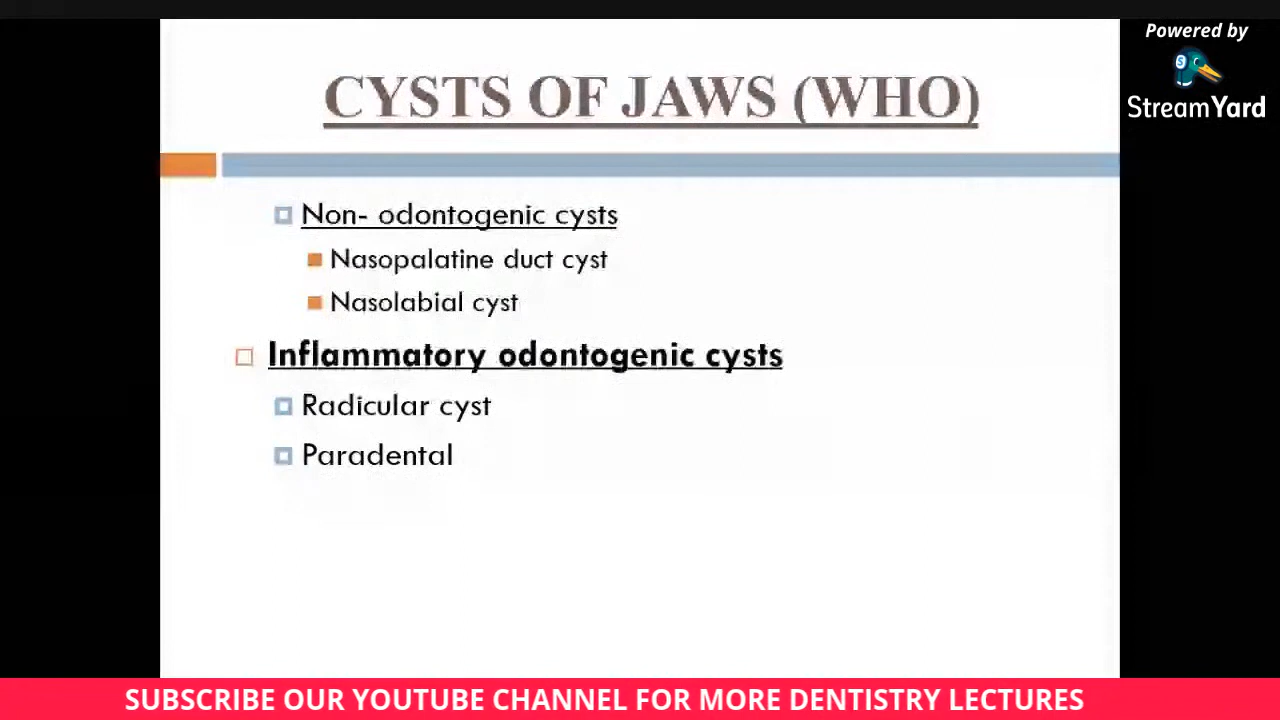 Powered by
StreamYard
CYSTS OF JAWS (WHO)
Non- odontogenic cysts
Nasopalatine duct cyst
Nasolabial cyst
Inflammatory odontogenic cysts
Radicular cyst
Paradental
SUBSCRIBE OUR YOUTUBE CHANNEL FOR MORE DENTISTRY LECTURES